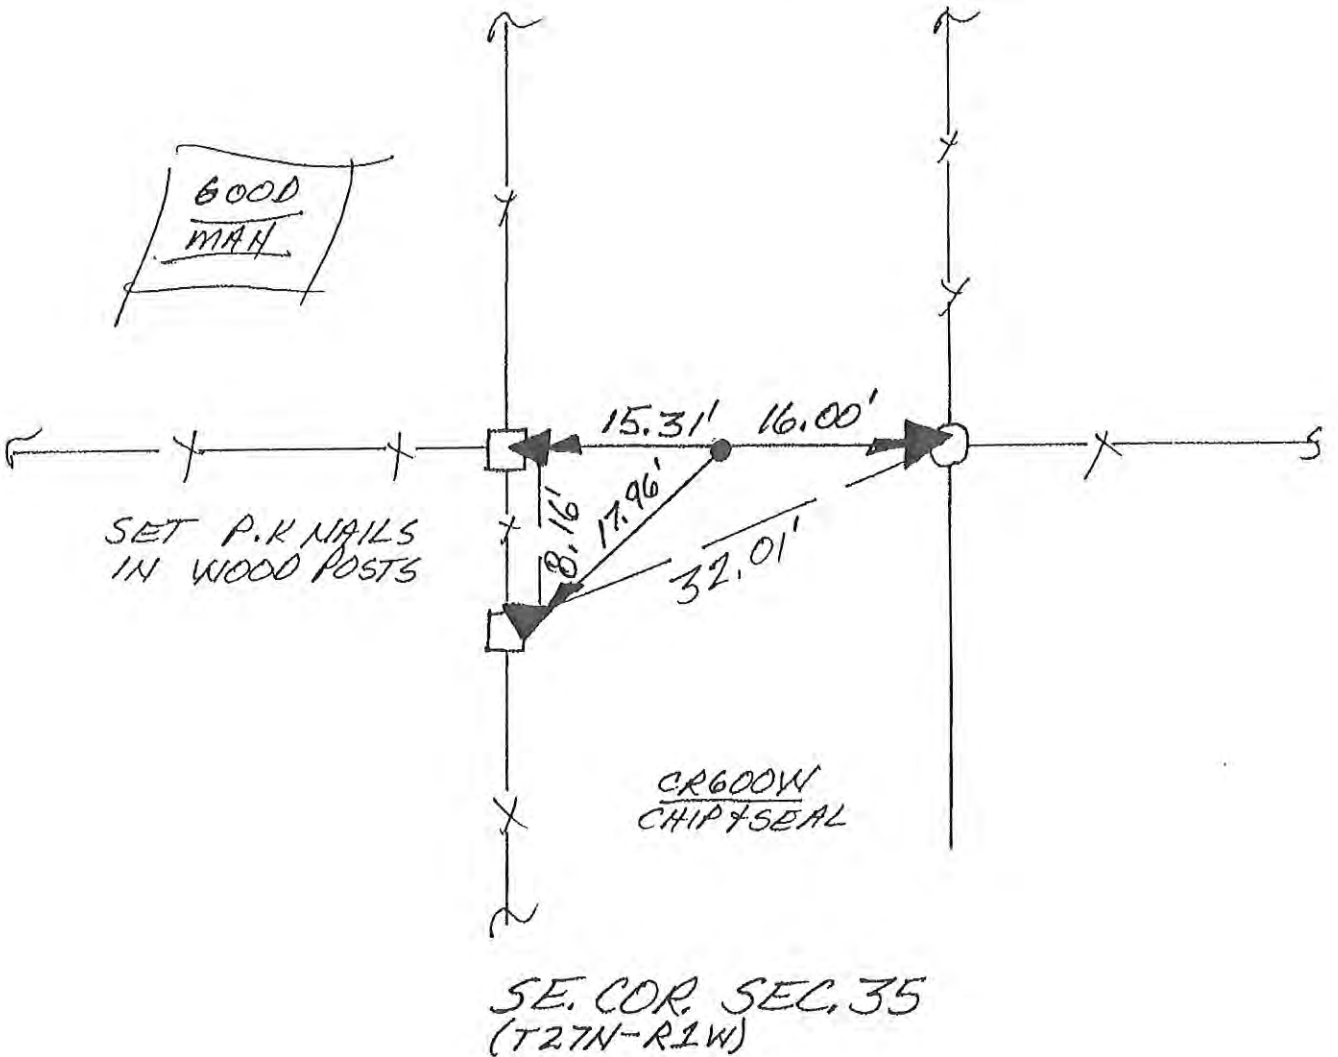 GOOD
MAN
15.31' 16.00'
8.16'
17.96'
32.01'
SET P.K NAILS
IN WOOD POSTS
CR600W
CHIP & SEAL
SE. COR. SEC. 35
(T27N-R1W)